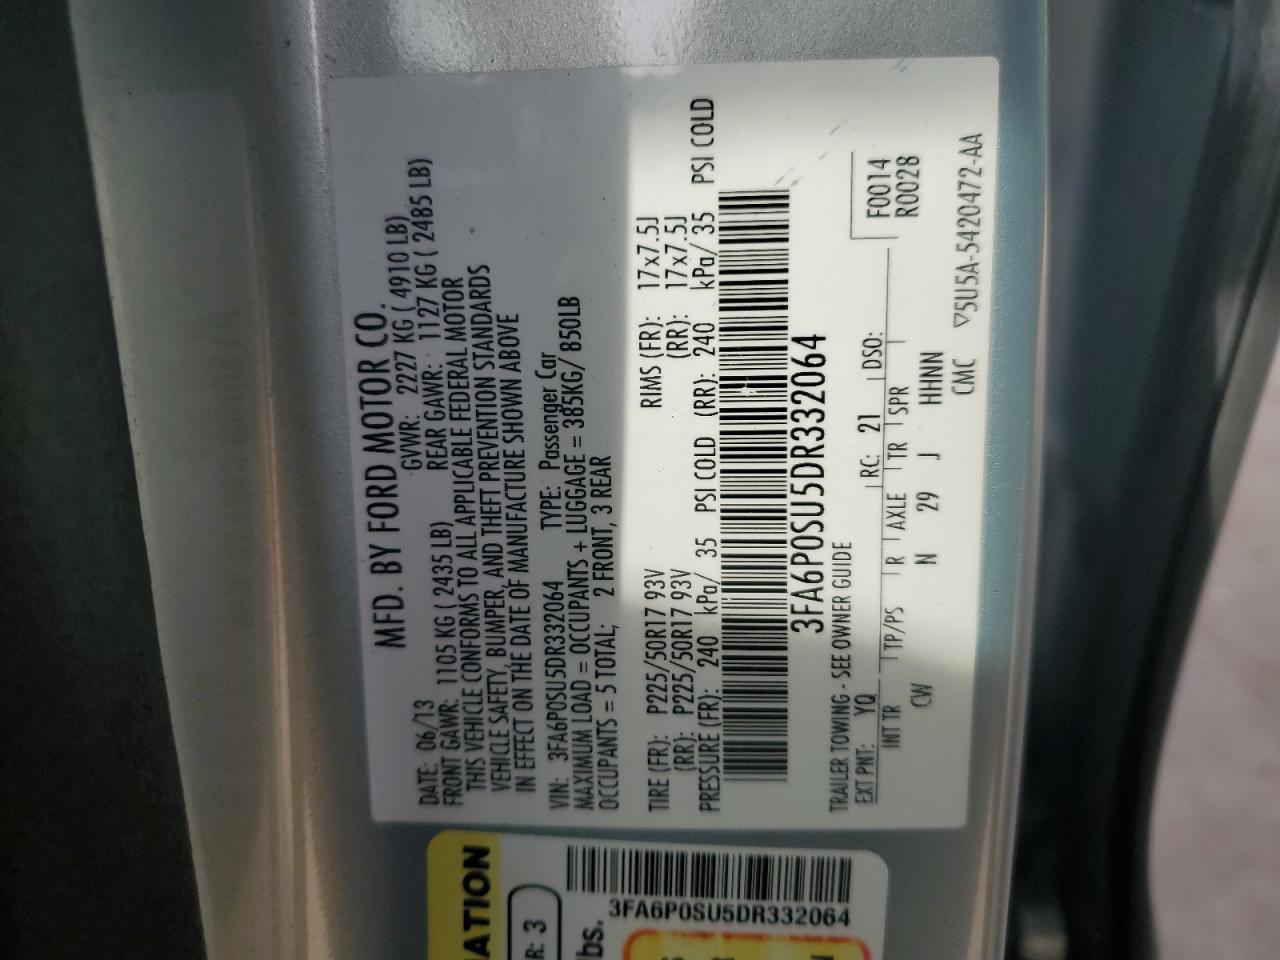 MFD. BY FORD MOTOR CO.
DATE: 06/13 GVWR: 2227 KG ( 4910 LB)
FRONT GAWR: 1105 KG ( 2435 LB) REAR GAWR: 1127 KG ( 2485 LB)
THIS VEHICLE CONFORMS TO ALL APPLICABLE FEDERAL MOTOR
VEHICLE SAFETY, BUMPER, AND THEFT PREVENTION STANDARDS
IN EFFECT ON THE DATE OF MANUFACTURE SHOWN ABOVE
VIN: 3FA6P0SU5DR332064 TYPE: Passenger Car
MAXIMUM LOAD = OCCUPANTS + LUGGAGE = 385KG/ 850LB
OCCUPANTS = 5 TOTAL; 2 FRONT, 3 REAR
TIRE (FR): P225/50R17 93V RIMS (FR): 17x7.5J
(RR): P225/50R17 93V (RR): 17x7.5J
PRESSURE (FR): 240 kPa/ 35 PSI COLD (RR): 240 kPa/ 35 PSI COLD
3FA6P0SU5DR332064
TRAILER TOWING - SEE OWNER GUIDE
F0014
R0028
EXT PNT: YQ RC: 21 DSO:
INT TR TP/PS R AXLE TR SPR
CW N 29 J HHNN
CMC
▽5U5A-5420472-AA
ATION
R: 3
bs.
3FA6P0SU5DR332064